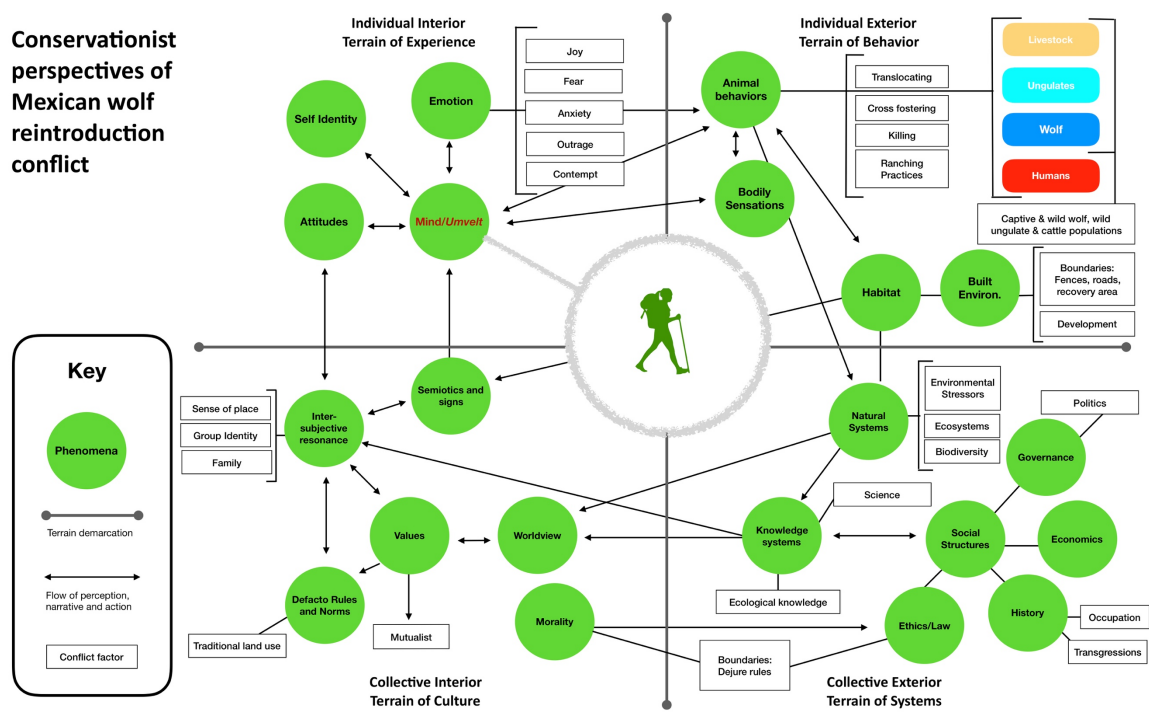 Conservationist
perspectives of
Mexican wolf
reintroduction
conflict
Individual Interior
Terrain of Experience
Individual Exterior
Terrain of Behavior
Self Identity
Emotion
Attitudes
Mind/Umvelt
Joy
Fear
Anxiety
Outrage
Contempt
Animal
behaviors
Bodily
Sensations
Translocating
Cross fostering
Killing
Ranching
Practices
Livestock
Ungulates
Wolf
Humans
Captive & wild wolf, wild
ungulate & cattle populations
Habitat
Built
Environ.
Boundaries:
Fences, roads,
recovery area
Development
Key
Phenomena
Terrain demarcation
Flow of perception,
narrative and action
Conflict factor
Sense of place
Group Identity
Family
Inter-
subjective
resonance
Semiotics and
signs
Values
Worldview
Defacto Rules
and Norms
Traditional land use
Mutualist
Morality
Collective Interior
Terrain of Culture
Natural
Systems
Environmental
Stressors
Ecosystems
Biodiversity
Politics
Governance
Science
Knowledge
systems
Ecological knowledge
Social
Structures
Economics
History
Occupation
Transgressions
Ethics/Law
Boundaries:
Dejure rules
Collective Exterior
Terrain of Systems